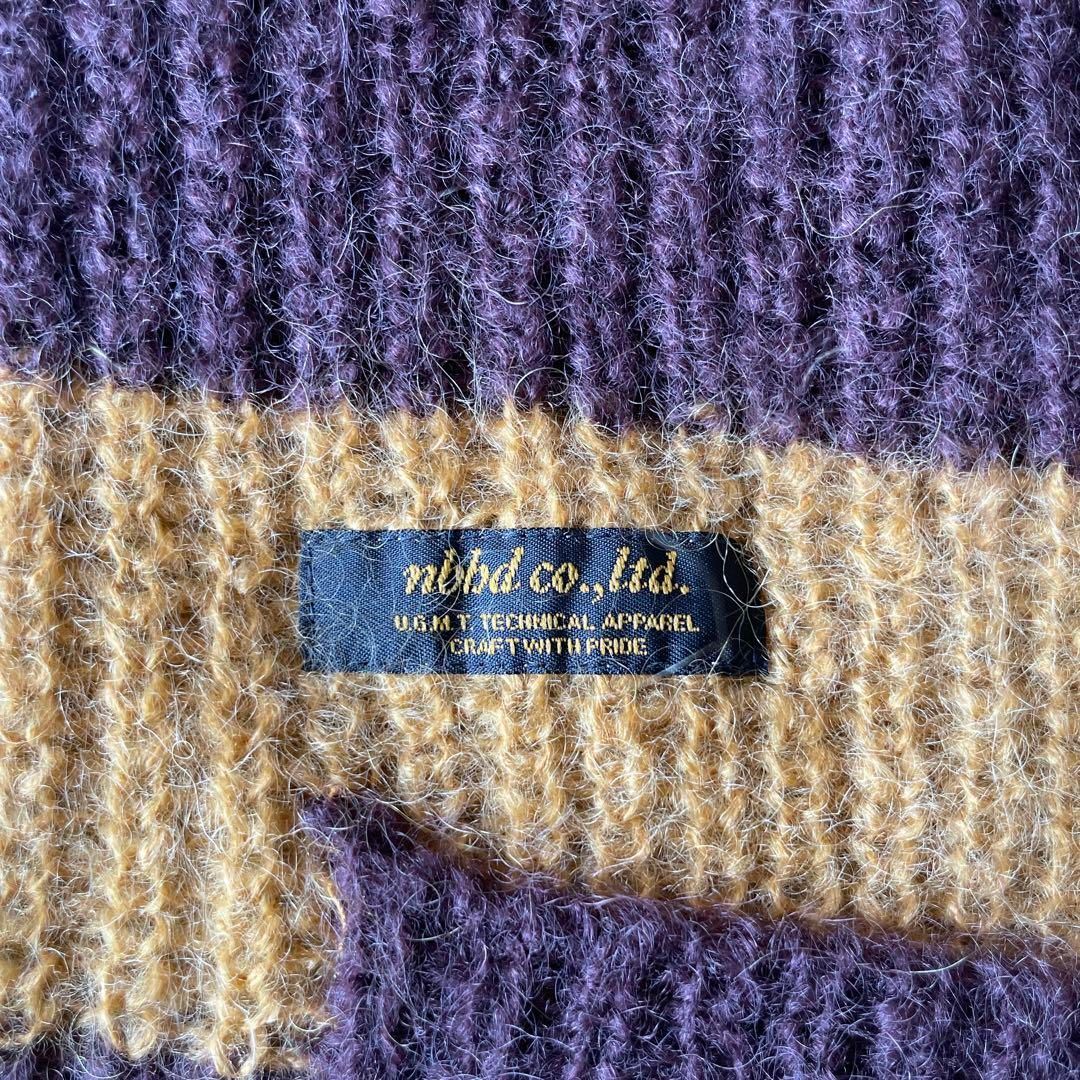 nbhd co.,ltd.
U.G.M.T TECHNICAL APPAREL
CRAFT WITH PRIDE